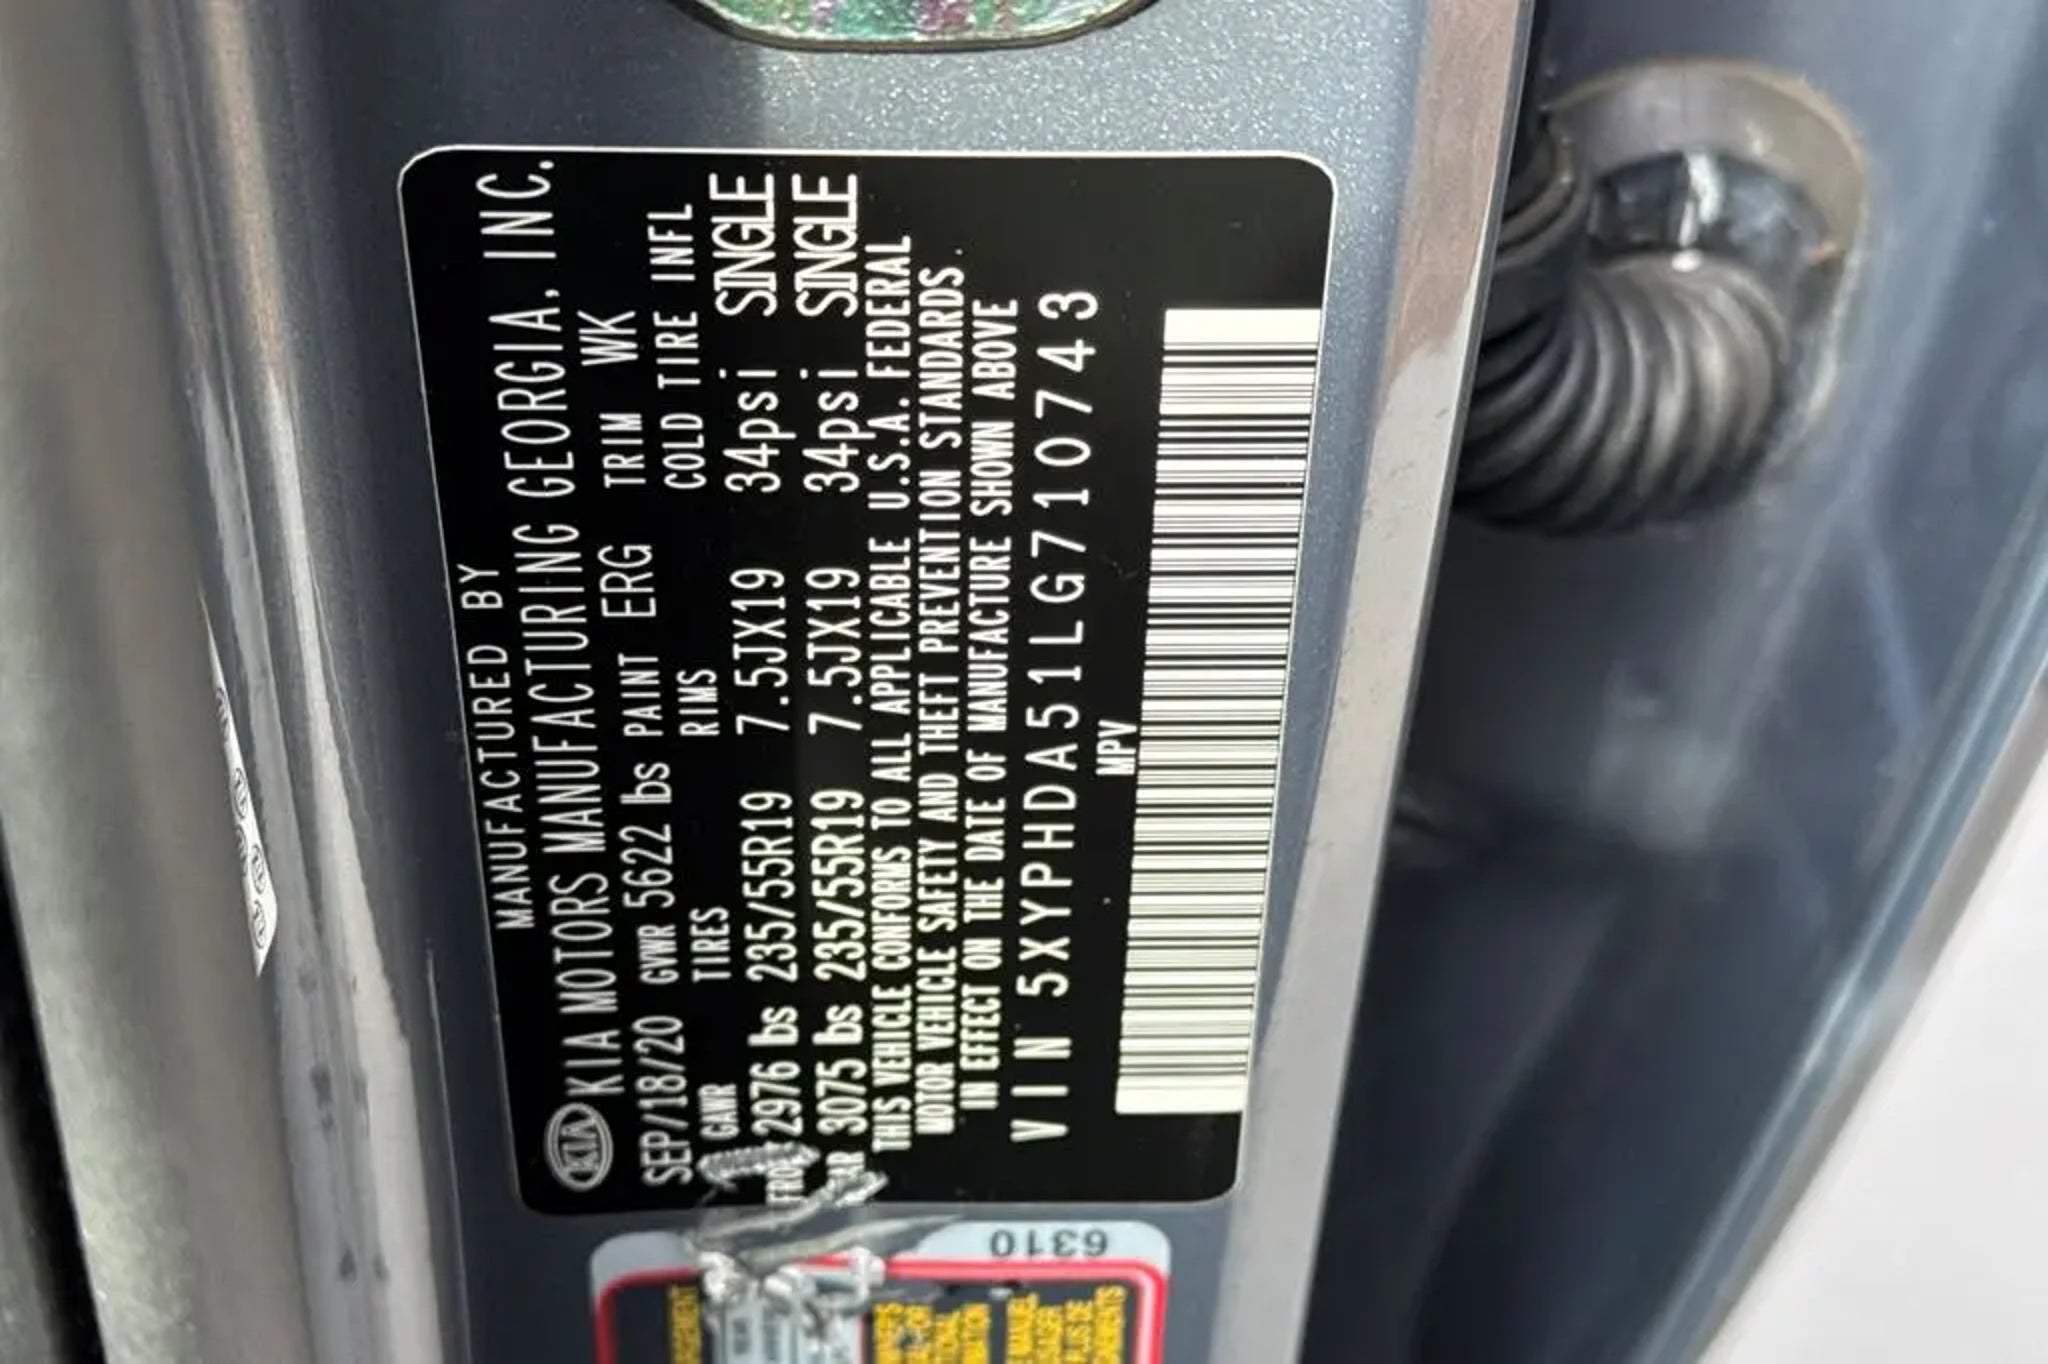 MANUFACTURED BY
KIA KIA MOTORS MANUFACTURING GEORGIA, INC.
SEP/18/20 GVWR 5622 lbs PAINT ERG TRIM WK
GAWR TIRES RIMS COLD TIRE INFL
2976 lbs 235/55R19 7.5JX19 34psi SINGLE
3075 lbs 235/55R19 7.5JX19 34psi SINGLE
THIS VEHICLE CONFORMS TO ALL APPLICABLE U.S.A. FEDERAL
MOTOR VEHICLE SAFETY AND THEFT PREVENTION STANDARDS.
IN EFFECT ON THE DATE OF MANUFACTURE SHOWN ABOVE
VIN 5XYPHDA51LG710743
MPV
6310